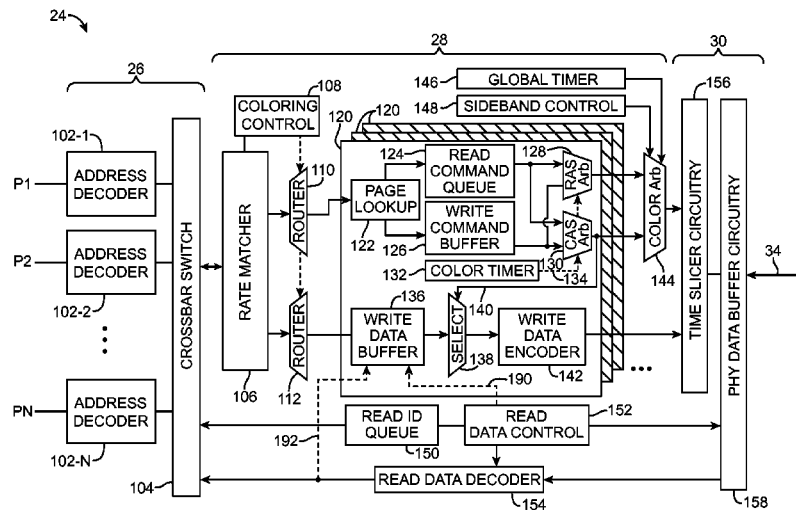 24
26
28
30
108
COLORING
CONTROL
146
GLOBAL TIMER
148
SIDEBAND CONTROL
156
120
120
102-1
P1
ADDRESS
DECODER
110
ROUTER
124
READ
COMMAND
QUEUE
128
RAS
Arb
PAGE
LOOKUP
122
WRITE
COMMAND
BUFFER
126
CAS
Arb
130
134
132
COLOR TIMER
COLOR Arb
144
P2
ADDRESS
DECODER
102-2
CROSSBAR SWITCH
RATE MATCHER
106
ROUTER
112
136
WRITE
DATA
BUFFER
140
SELECT
138
WRITE
DATA
ENCODER
142
TIME SLICER CIRCUITRY
PHY DATA BUFFER CIRCUITRY
34
PN
ADDRESS
DECODER
102-N
104
190
192
READ ID
QUEUE
150
READ
DATA CONTROL
152
READ DATA DECODER
154
158